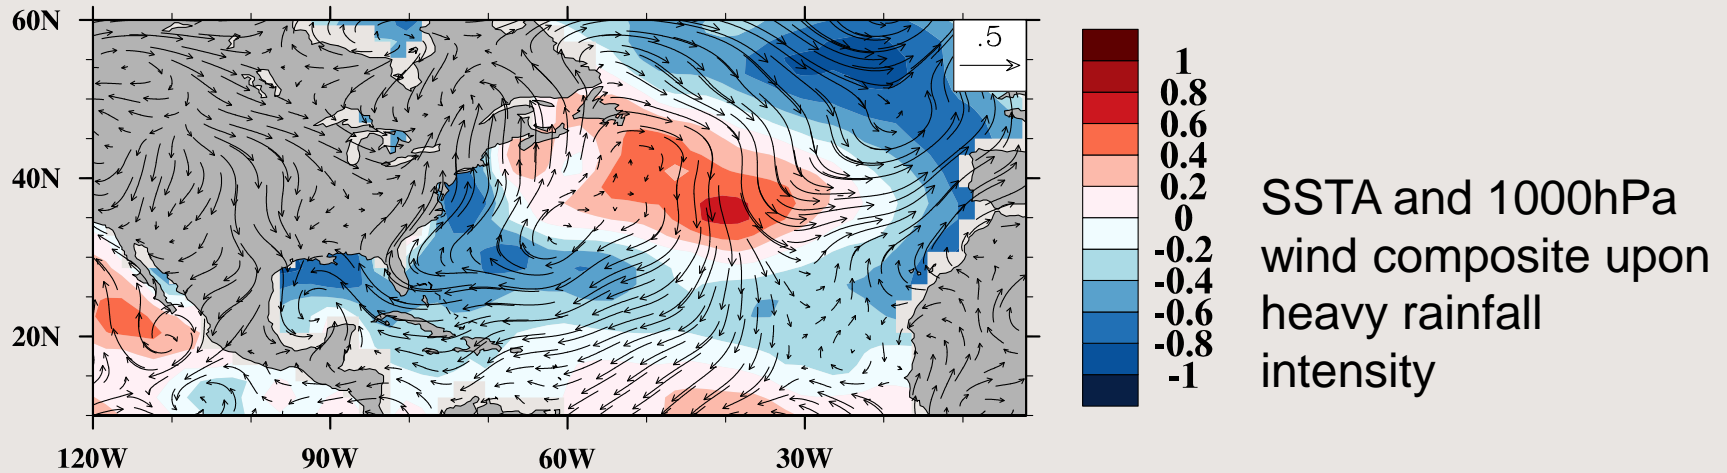 60N
40N
20N
120W
90W
60W
30W
.5
1
0.8
0.6
0.4
0.2
0
-0.2
-0.4
-0.6
-0.8
-1
SSTA and 1000hPa
wind composite upon
heavy rainfall
intensity